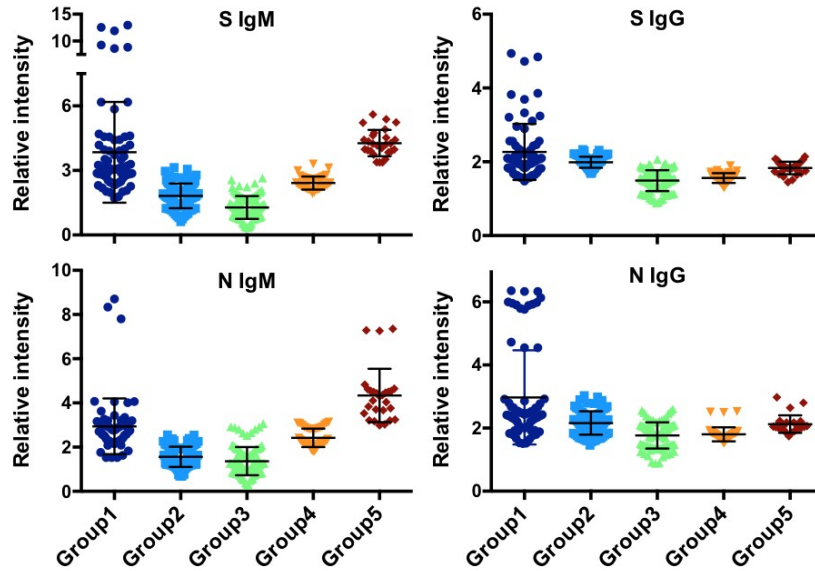 S IgM
Relative intensity
15
10
6
3
0
S IgG
Relative intensity
6
4
2
0
N IgM
Relative intensity
10
8
6
4
2
0
Group1
Group2
Group3
Group4
Group5
N IgG
Relative intensity
6
4
2
0
Group1
Group2
Group3
Group4
Group5